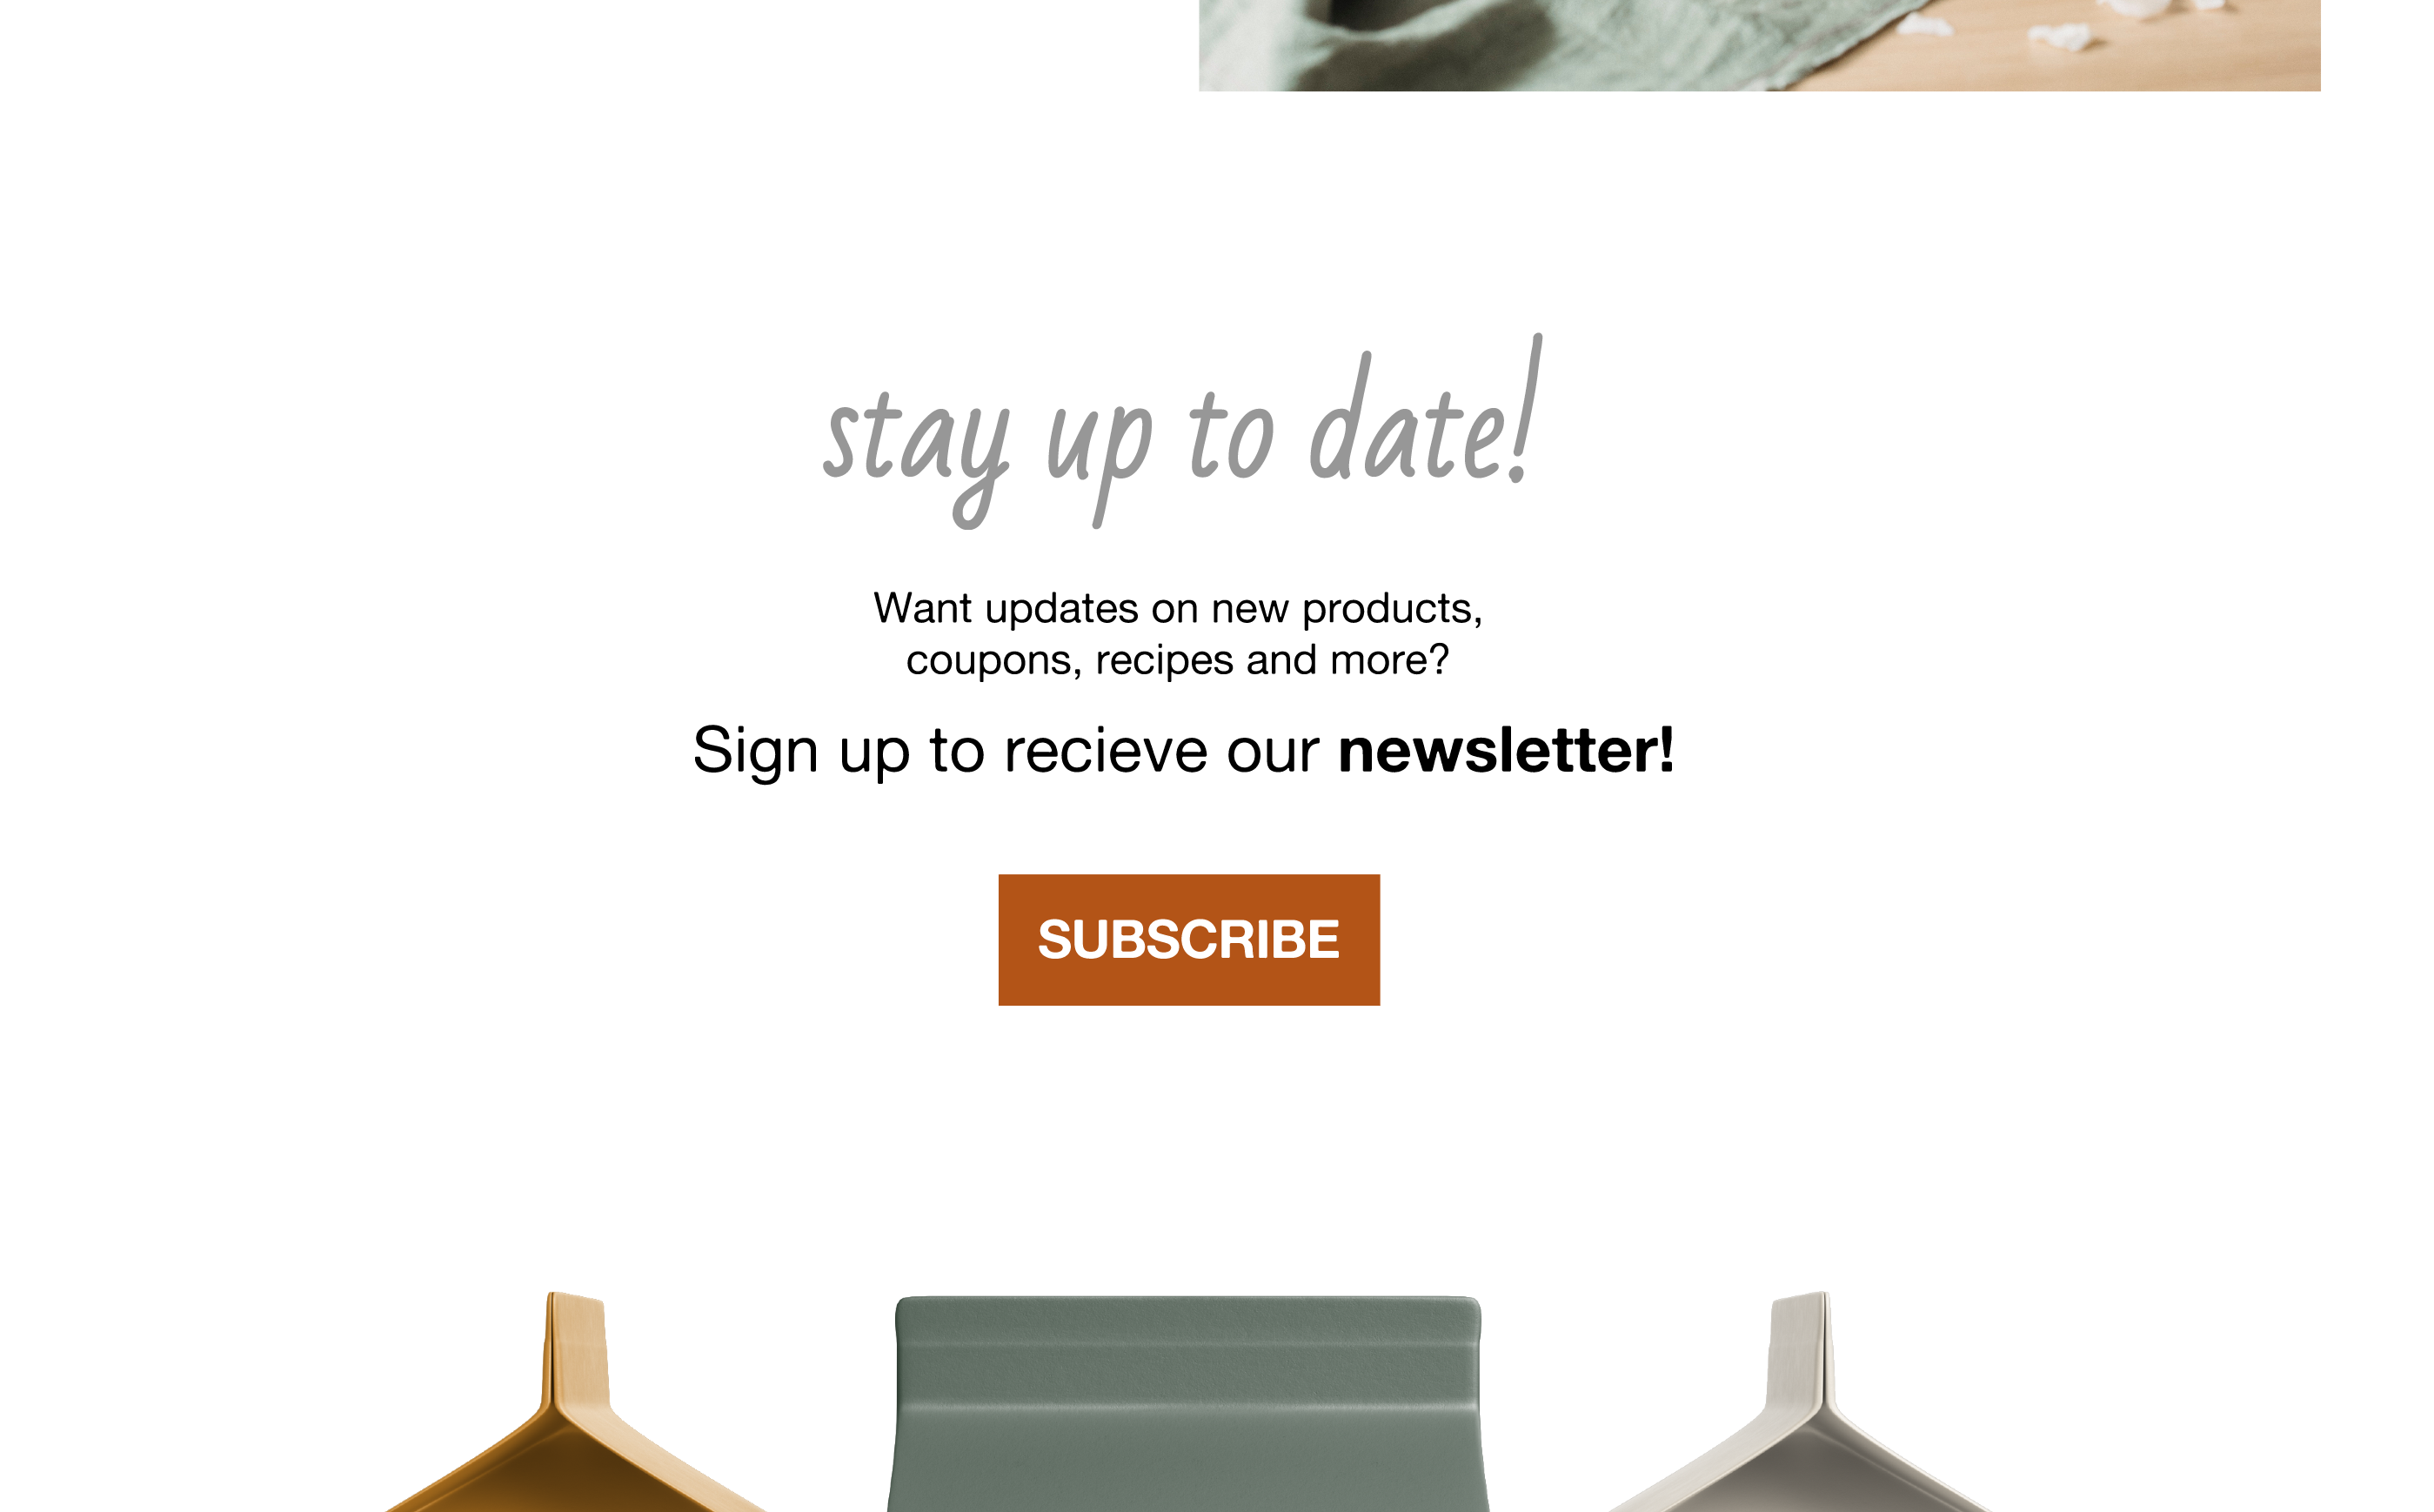 stay up to date!
Want updates on new products,
coupons, recipes and more?
Sign up to recieve our newsletter!
SUBSCRIBE